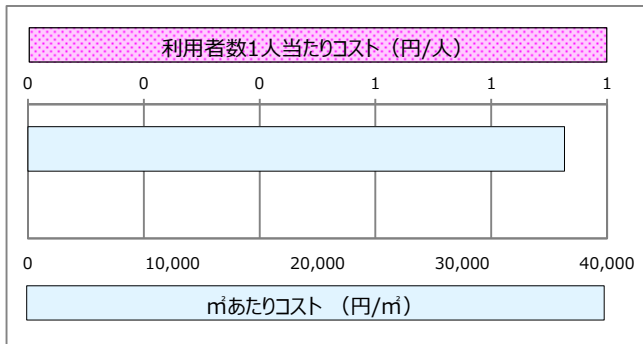 利用者数1人当たりコスト（円/人）
0 0 0 1 1 1
0 10,000 20,000 30,000 40,000
㎡あたりコスト （円/㎡）